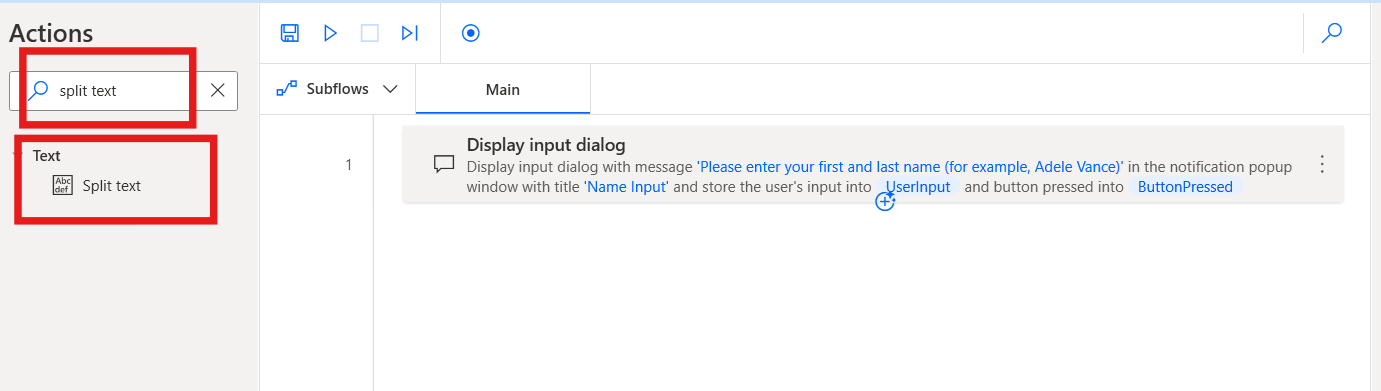 Actions
split text
Text
Abc
def
Split text
Subflows
Main
1
Display input dialog
Display input dialog with message 'Please enter your first and last name (for example, Adele Vance)' in the notification popup
window with title 'Name Input' and store the user's input into UserInput and button pressed into ButtonPressed